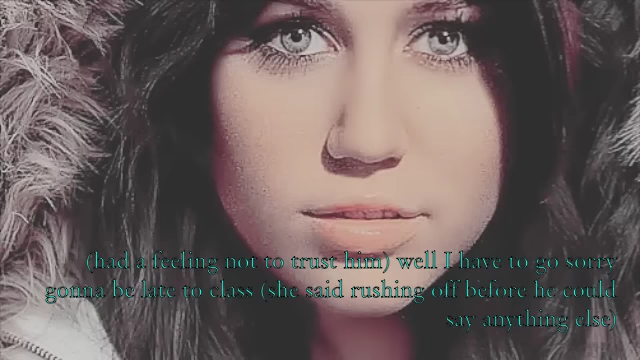 (had a feeling not to trust him) well I have to go sorry
gonna be late to class (she said rushing off before he could
say anything else)